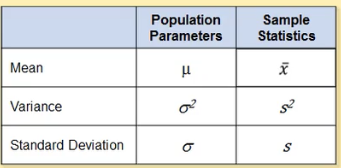 Population Parameters
Sample Statistics
Mean μ x̄
Variance σ² s²
Standard Deviation σ s